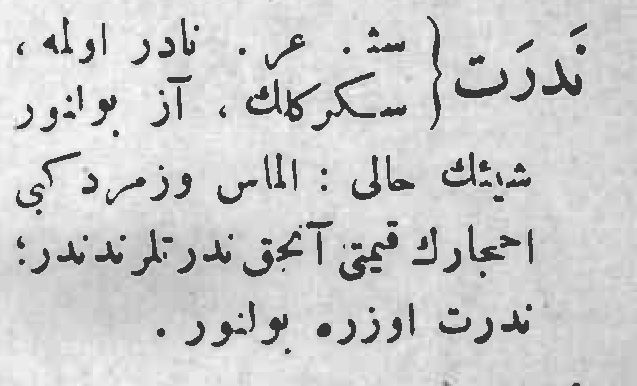 نَدرَت { سث. عر. نادر اولمه،
سكركلك، آز بولنور
شيئك حالى : الماس وزمرد كبى
احجارك قيمتى آنجق ندرتلرندندر؛
ندرت اوزره بولنور.